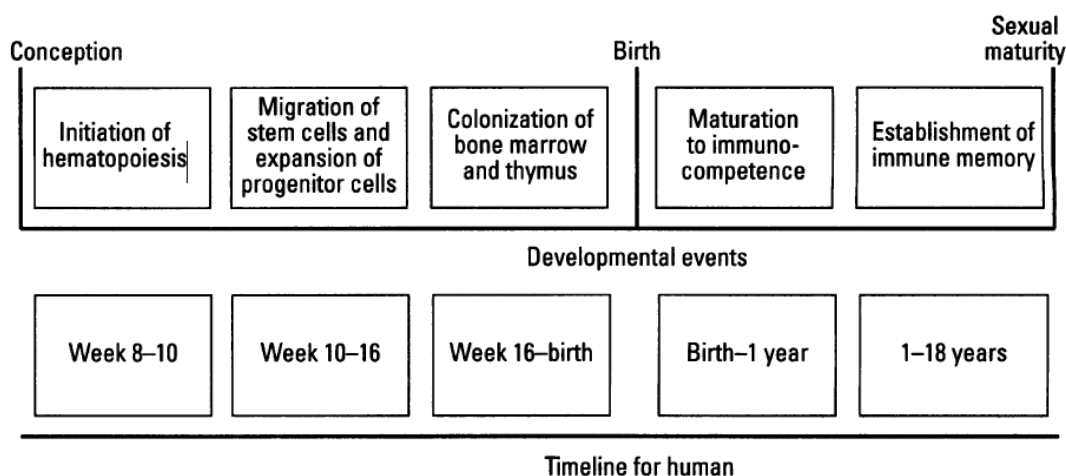 Conception
Birth
Sexual
maturity
Initiation of
hematopoiesis
Migration of
stem cells and
expansion of
progenitor cells
Colonization of
bone marrow
and thymus
Maturation
to immuno-
competence
Establishment of
immune memory
Developmental events
Week 8–10
Week 10–16
Week 16–birth
Birth–1 year
1–18 years
Timeline for human